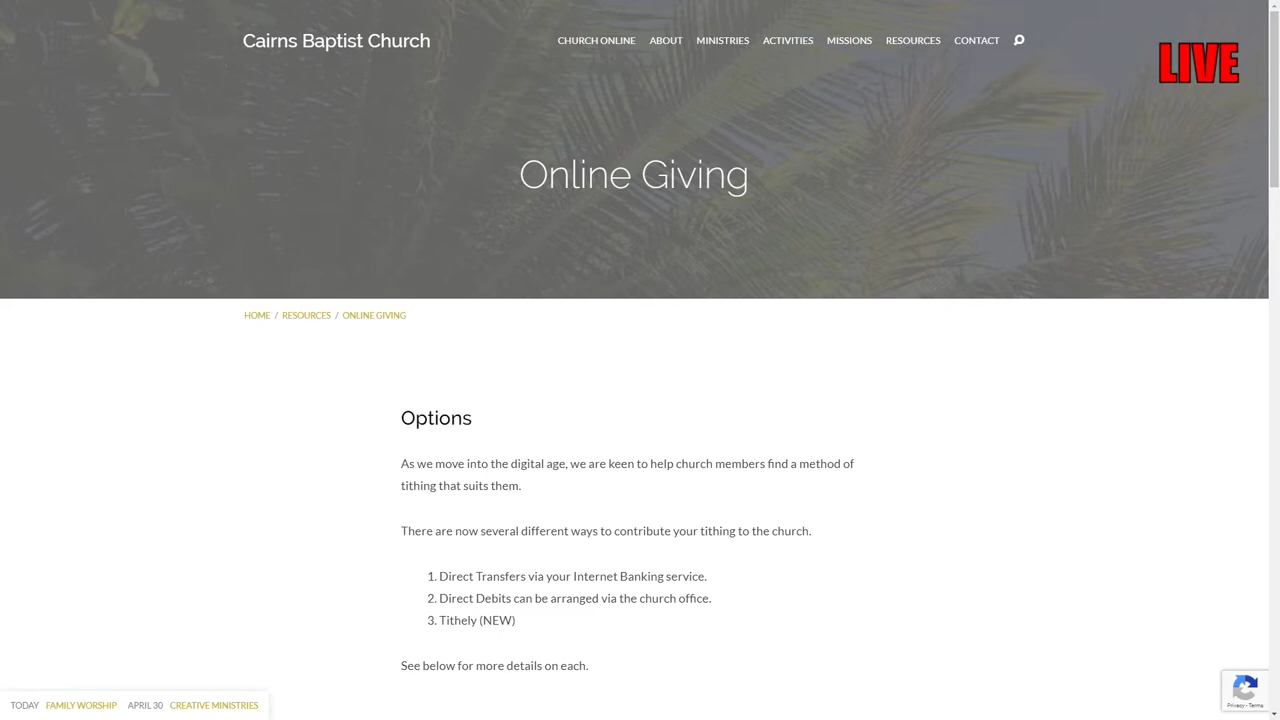 Cairns Baptist Church
CHURCH ONLINE ABOUT MINISTRIES ACTIVITIES MISSIONS RESOURCES CONTACT
LIVE
Online Giving
HOME / RESOURCES / ONLINE GIVING
Options
As we move into the digital age, we are keen to help church members find a method of
tithing that suits them.
There are now several different ways to contribute your tithing to the church.
1. Direct Transfers via your Internet Banking service.
2. Direct Debits can be arranged via the church office.
3. Tithely (NEW)
See below for more details on each.
TODAY FAMILY WORSHIP APRIL 30 CREATIVE MINISTRIES
Privacy - Terms